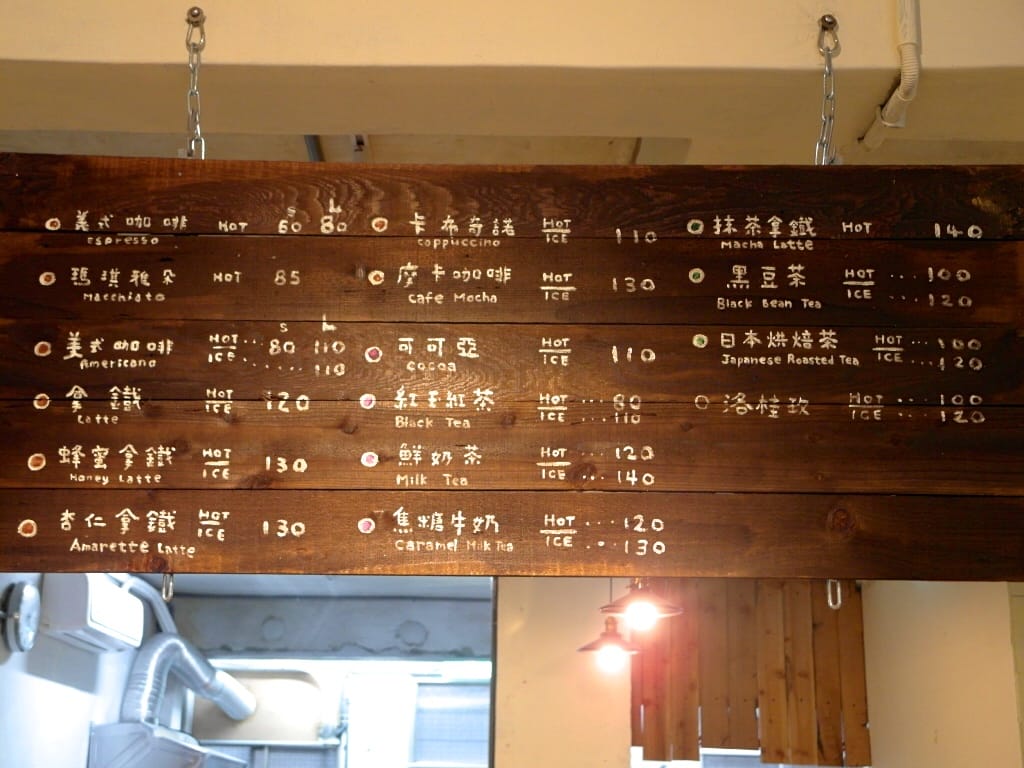 S L
美式咖啡 HOT 60 80
Espresso
瑪淇雅朵 HOT 85
Macchiato
S L
美式咖啡 HOT... 80 110
Americano ICE...... 110
拿鐵 HOT ICE 120
Latte
蜂蜜拿鐵 HOT ICE 130
Honey Latte
杏仁拿鐵 HOT ICE 130
Amarette Latte
卡布奇諾 HOT ICE 110
Coppuccino
摩卡咖啡 HOT ICE 130
Cafe Mocha
可可亞 HOT ICE 110
cocoa
紅玉紅茶 HOT... 80
Black Tea ICE... 110
鮮奶茶 HOT... 120
Milk Tea ICE... 140
焦糖牛奶 HOT... 120
Caramel Milk Tea ICE... 130
抹茶拿鐵 HOT 140
Macha Latte
黑豆茶 HOT... 100
Black Bean Tea ICE... 120
日本烘焙茶 HOT... 100
Japanese Roasted Tea ICE... 120
洛桂玫 HOT... 100
ICE... 120